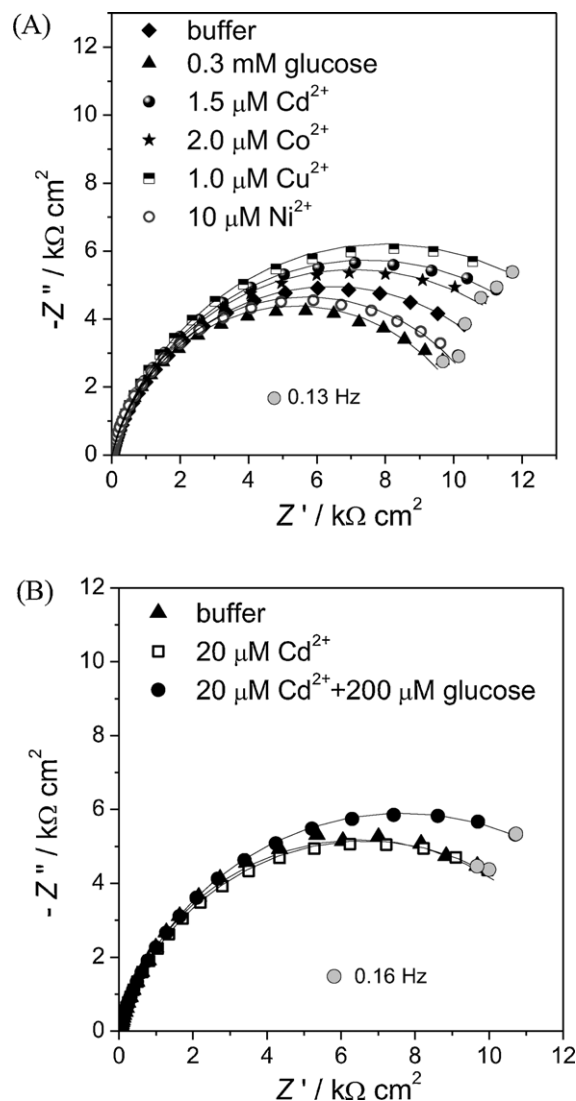 (A)
buffer
0.3 mM glucose
1.5 μM Cd²⁺
2.0 μM Co²⁺
1.0 μM Cu²⁺
10 μM Ni²⁺
0.13 Hz
-Z '' / kΩ cm²
12
10
8
6
4
2
0
0 2 4 6 8 10 12
Z ' / kΩ cm²
(B)
buffer
20 μM Cd²⁺
20 μM Cd²⁺+200 μM glucose
0.16 Hz
- Z '' / kΩ cm²
12
10
8
6
4
2
0
0 2 4 6 8 10 12
Z ' / kΩ cm²